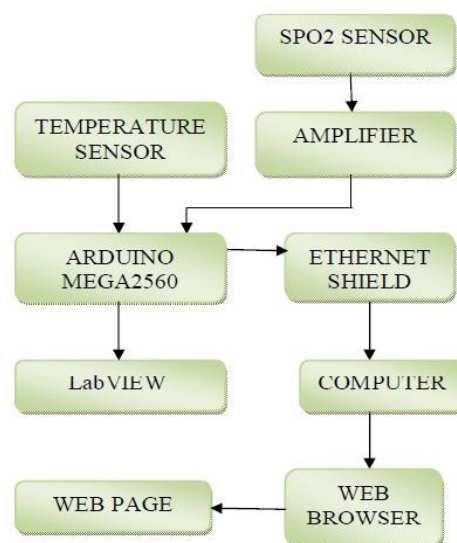 SPO2 SENSOR
TEMPERATURE
SENSOR
AMPLIFIER
ARDUINO
MEGA2560
ETHERNET
SHIELD
LabVIEW
COMPUTER
WEB PAGE
WEB
BROWSER